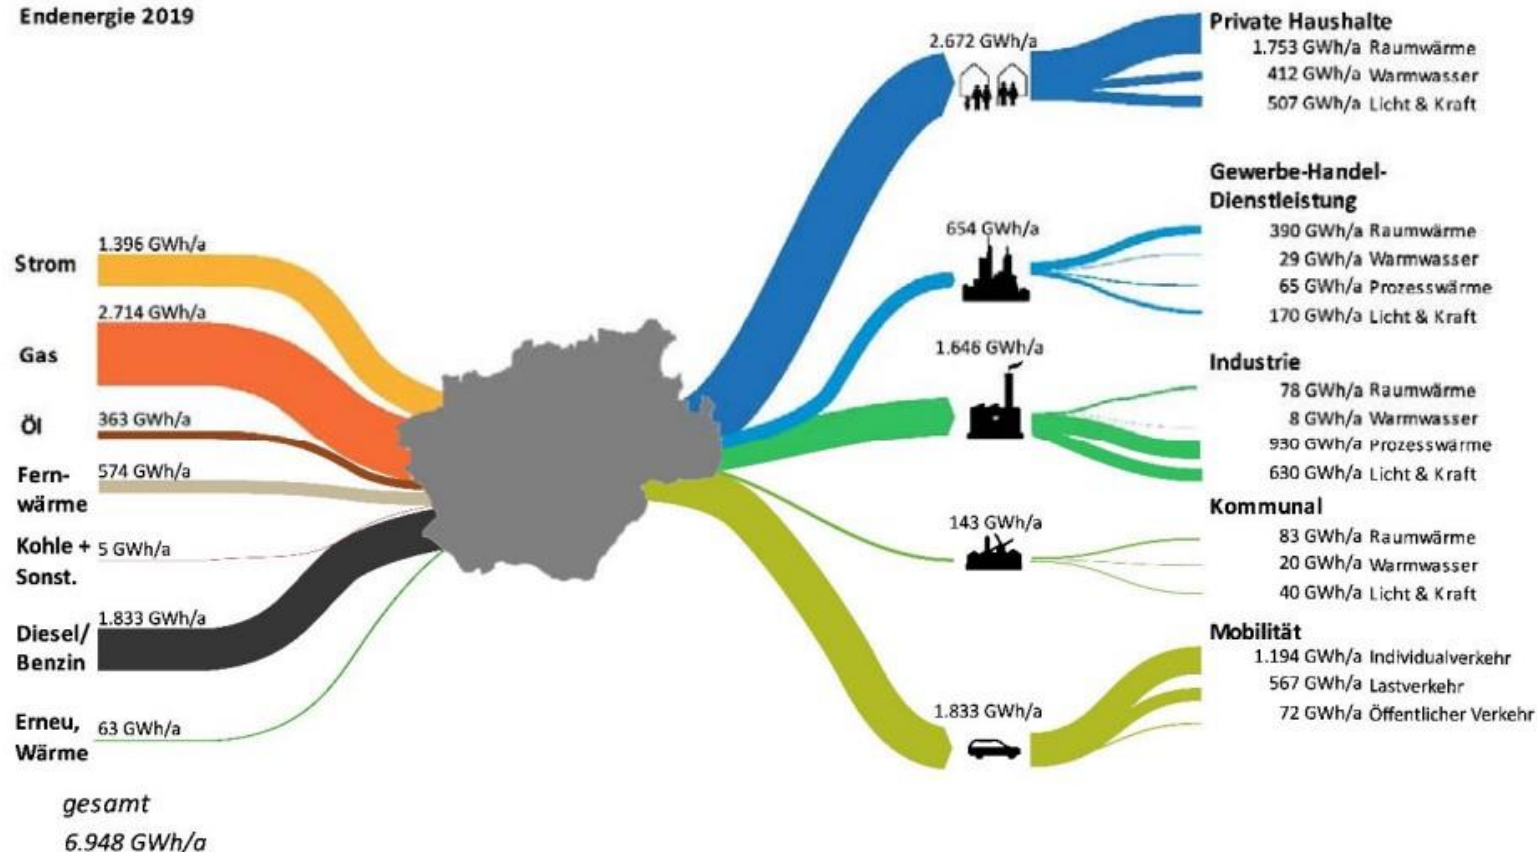 Endenergie 2019
Strom
1.396 GWh/a
Gas
2.714 GWh/a
Öl
363 GWh/a
Fern-
wärme
574 GWh/a
Kohle +
Sonst.
5 GWh/a
Diesel/
Benzin
1.833 GWh/a
Erneu,
Wärme
63 GWh/a
gesamt
6.948 GWh/a
2.672 GWh/a
Private Haushalte
1.753 GWh/a Raumwärme
412 GWh/a Warmwasser
507 GWh/a Licht & Kraft
654 GWh/a
Gewerbe-Handel-
Dienstleistung
390 GWh/a Raumwärme
29 GWh/a Warmwasser
65 GWh/a Prozesswärme
170 GWh/a Licht & Kraft
1.646 GWh/a
Industrie
78 GWh/a Raumwärme
8 GWh/a Warmwasser
930 GWh/a Prozesswärme
630 GWh/a Licht & Kraft
143 GWh/a
Kommunal
83 GWh/a Raumwärme
20 GWh/a Warmwasser
40 GWh/a Licht & Kraft
1.833 GWh/a
Mobilität
1.194 GWh/a Individualverkehr
567 GWh/a Lastverkehr
72 GWh/a Öffentlicher Verkehr